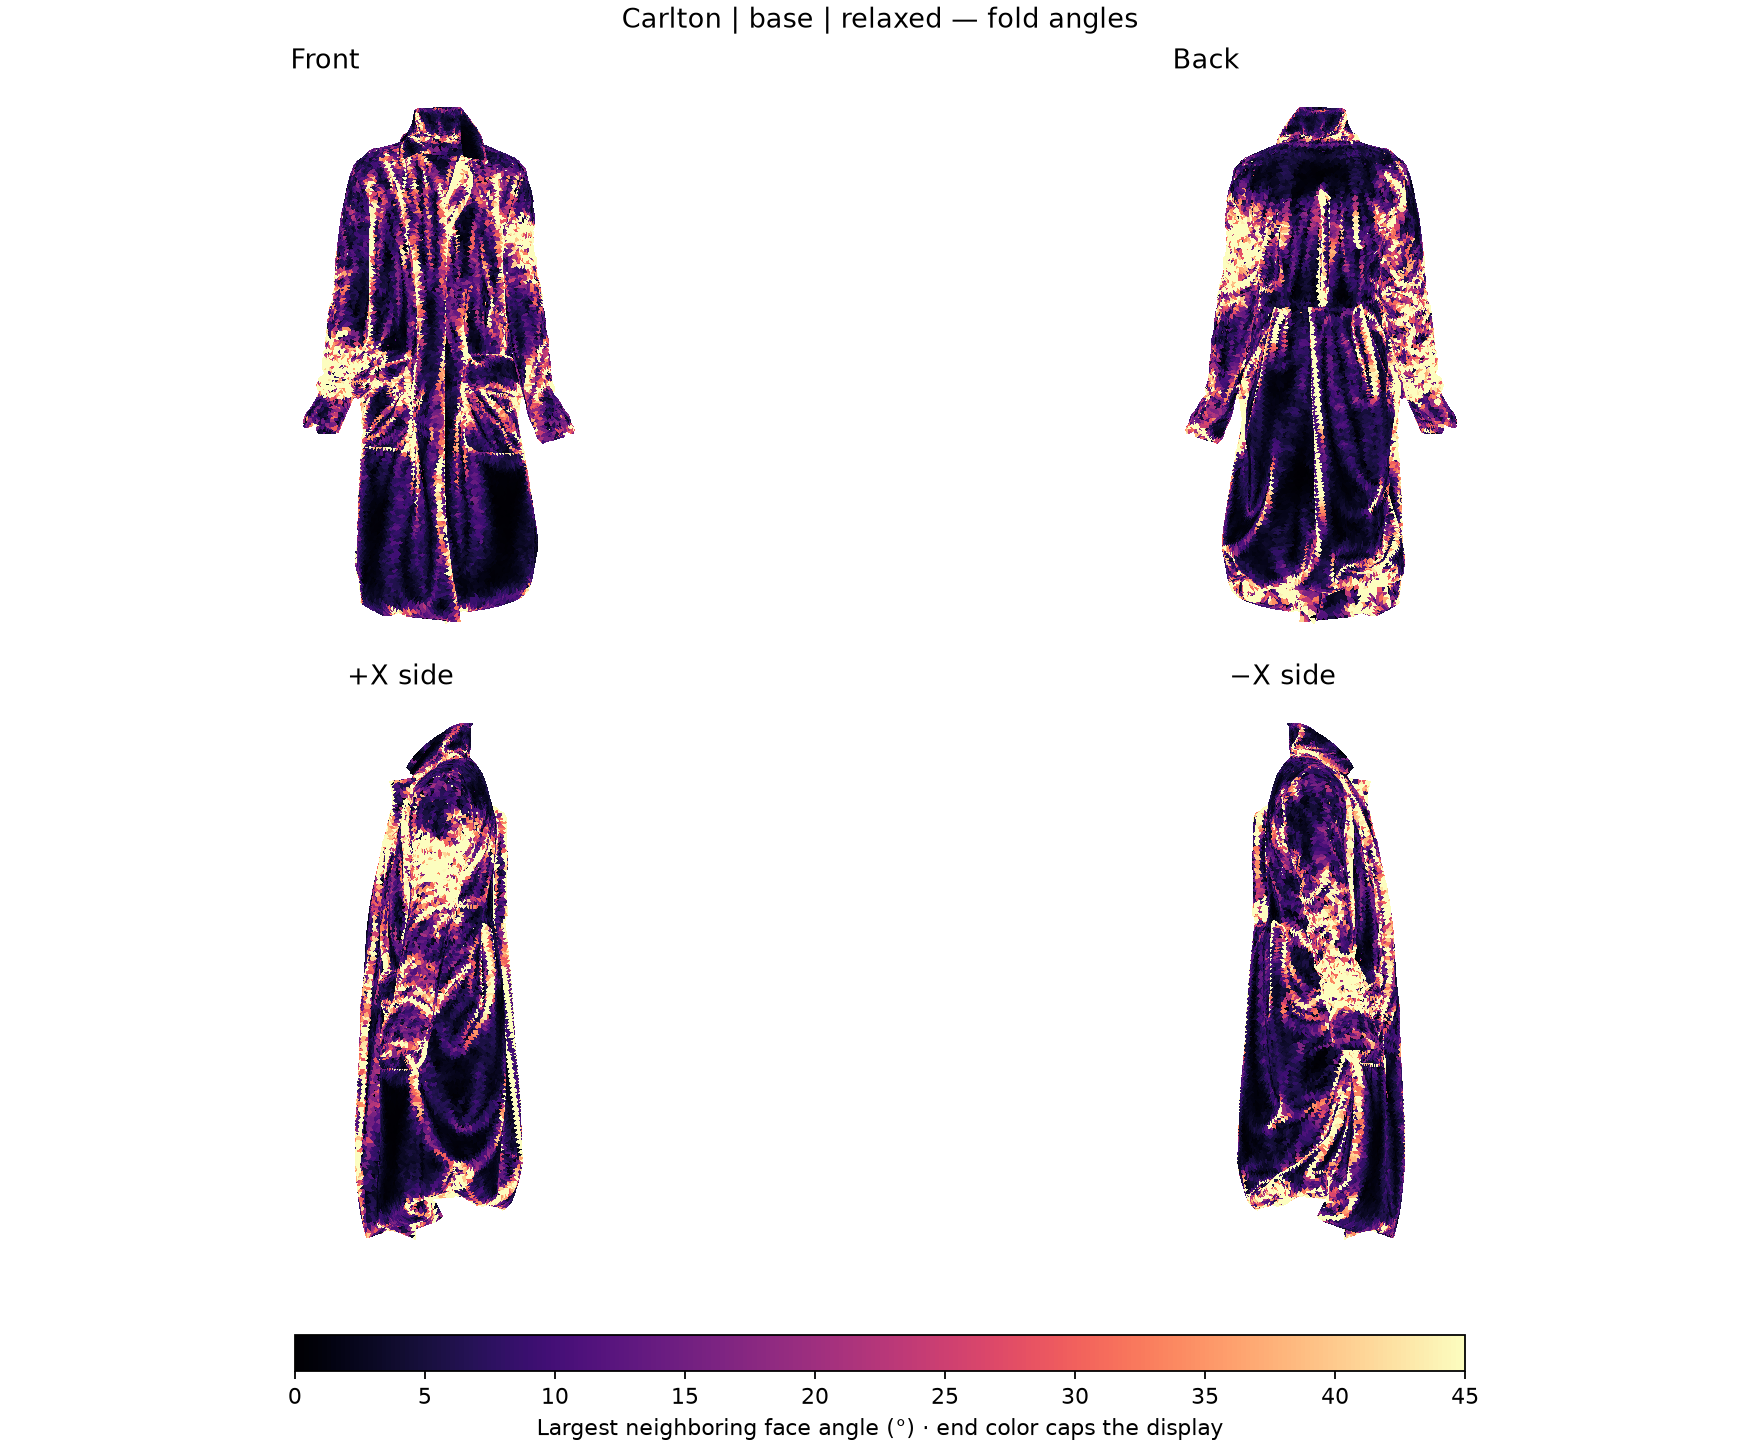 Carlton | base | relaxed — fold angles
Front
Back
+X side
−X side
0 5 10 15 20 25 30 35 40 45
Largest neighboring face angle (°) · end color caps the display